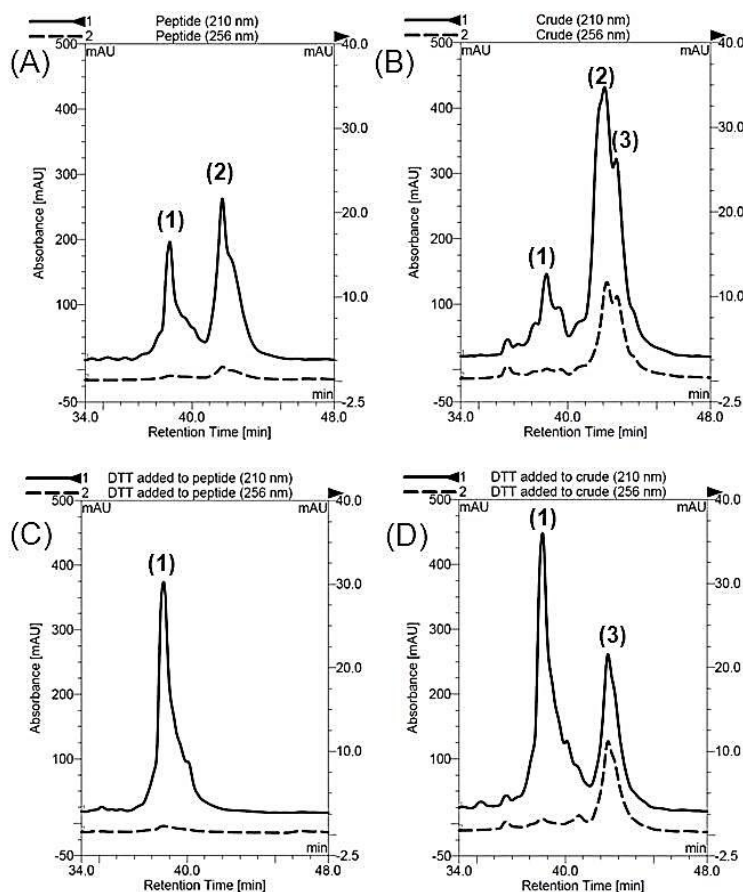 1 Peptide (210 nm)
2 Peptide (256 nm)
(A)
500
mAU
mAU
40.0
400
30.0
300
(2)
(1)
200
20.0
100
10.0
-50
min
-2.5
34.0
40.0
48.0
Absorbance [mAU]
Retention Time [min]
1 Crude (210 nm)
2 Crude (256 nm)
(B)
500
mAU
mAU
40.0
(2)
400
(3)
30.0
300
200
20.0
(1)
100
10.0
-50
min
-2.5
34.0
40.0
48.0
Absorbance [mAU]
Retention Time [min]
1 DTT added to peptide (210 nm)
2 DTT added to peptide (256 nm)
(C)
500
mAU
mAU
40.0
(1)
400
30.0
300
200
20.0
100
10.0
-50
min
-2.5
34.0
40.0
48.0
Absorbance [mAU]
Retention Time [min]
1 DTT added to crude (210 nm)
2 DTT added to crude (256 nm)
(D)
500
mAU
mAU
40.0
(1)
400
30.0
300
(3)
200
20.0
100
10.0
-50
min
-2.5
34.0
40.0
48.0
Absorbance [mAU]
Retention Time [min]